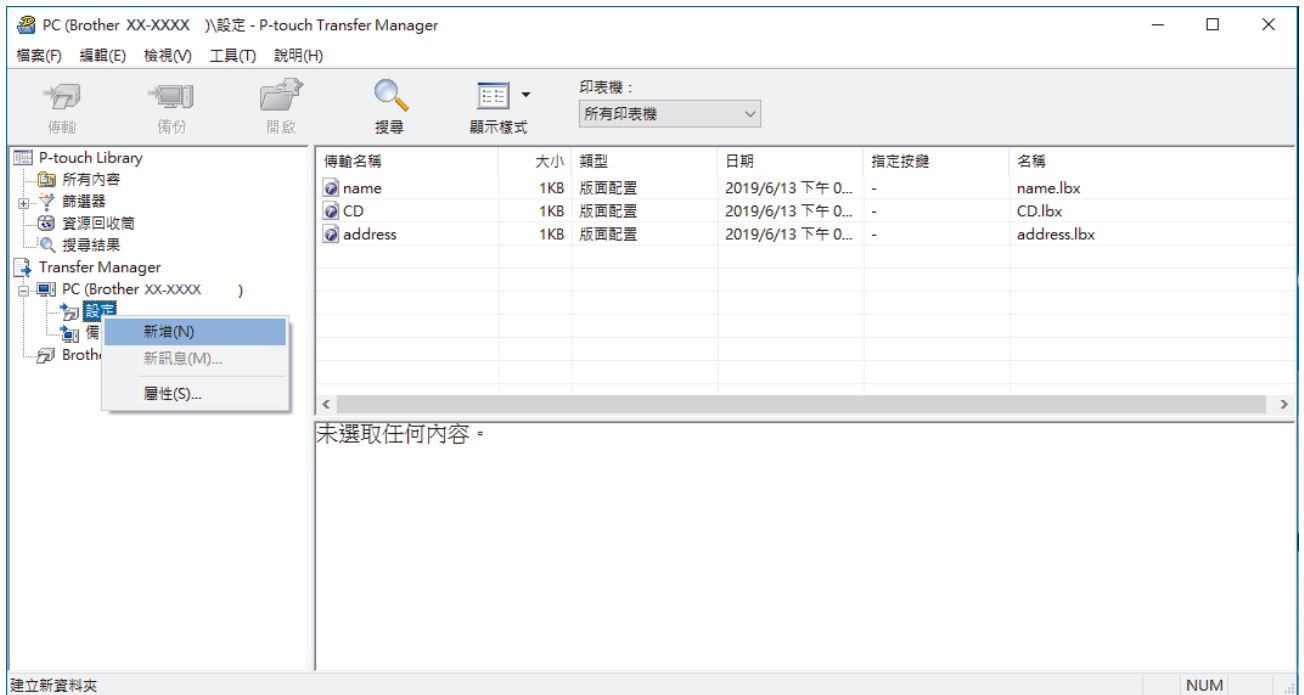 PC (Brother XX-XXXX )\設定 - P-touch Transfer Manager
檔案(F) 編輯(E) 檢視(V) 工具(T) 說明(H)
傳輸 備份 開啟 搜尋 顯示樣式
印表機：
所有印表機
P-touch Library
所有內容
篩選器
資源回收筒
搜尋結果
Transfer Manager
PC (Brother XX-XXXX )
設定
備
Brothe
新增(N)
新訊息(M)...
屬性(S)...
傳輸名稱 大小 類型 日期 指定按鍵 名稱
name 1KB 版面配置 2019/6/13 下午 0... - name.lbx
CD 1KB 版面配置 2019/6/13 下午 0... - CD.lbx
address 1KB 版面配置 2019/6/13 下午 0... - address.lbx
未選取任何內容。
建立新資料夾 NUM